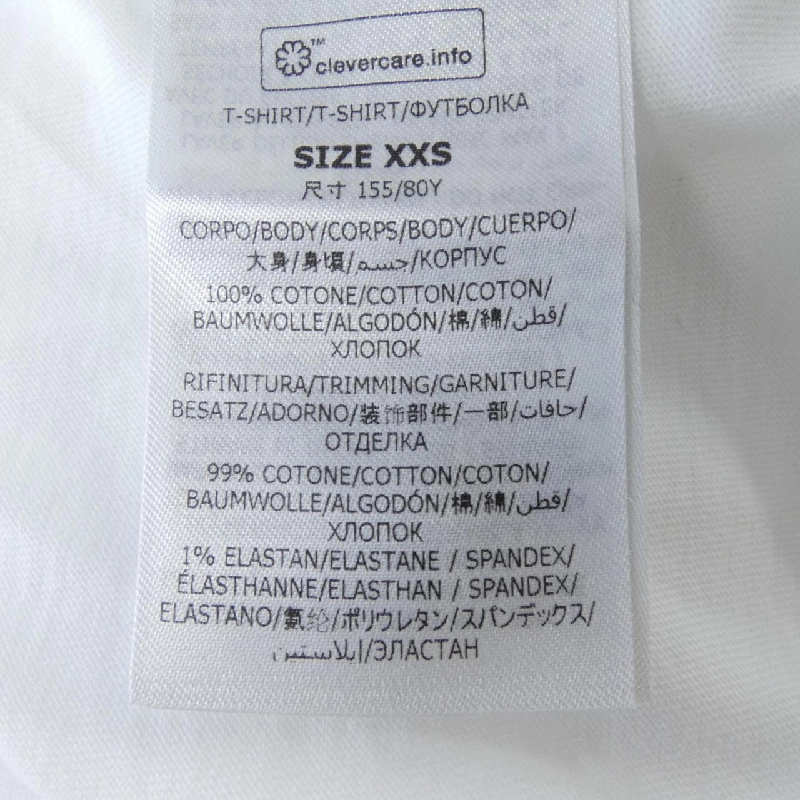 ™ clevercare.info
T-SHIRT/T-SHIRT/ФУТБОЛКА
SIZE XXS
尺寸 155/80Y
CORPO/BODY/CORPS/BODY/CUERPO/
大身/身頃/جسم/КОРПУС
100% COTONE/COTTON/COTON/
BAUMWOLLE/ALGODÓN/棉/綿/قطن/
ХЛОПОК
RIFINITURA/TRIMMING/GARNITURE/
BESATZ/ADORNO/装饰部件/一部/حافات/
ОТДЕЛКА
99% COTONE/COTTON/COTON/
BAUMWOLLE/ALGODÓN/棉/綿/قطن/
ХЛОПОК
1% ELASTAN/ELASTANE / SPANDEX/
ÉLASTHANNE/ELASTHAN / SPANDEX/
ELASTANO/氨纶/ポリウレタン/スパンデックス/
إيلاستين/ЭЛАСТАН